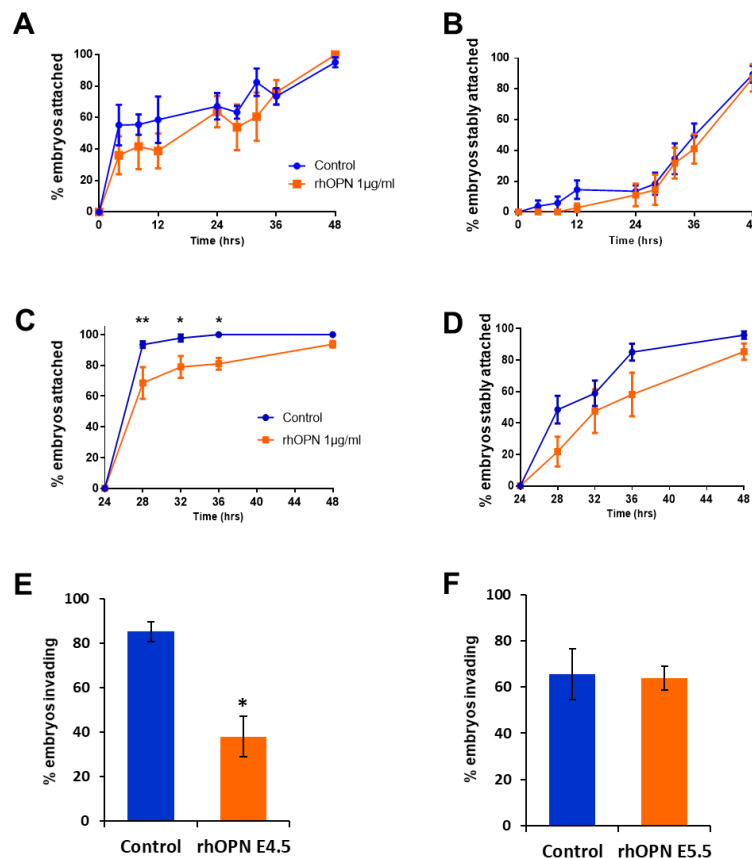 A
% embryos attached
100
80
60
40
20
0
0 12 24 36 48
Time (hrs)
Control
rhOPN 1µg/ml
B
% embryos stably attached
100
80
60
40
20
0
0 12 24 36
Time (hrs)
C
** * *
% embryos attached
100
80
60
40
20
0
24 28 32 36 40 44 48
Time (hrs)
Control
rhOPN 1µg/ml
D
% embryos stably attached
100
80
60
40
20
0
24 28 32 36 40 44 48
Time (hrs)
E
% embryos invading
100
80
60
40
20
0
*
Control rhOPN E4.5
F
% embryos invading
100
80
60
40
20
0
Control rhOPN E5.5